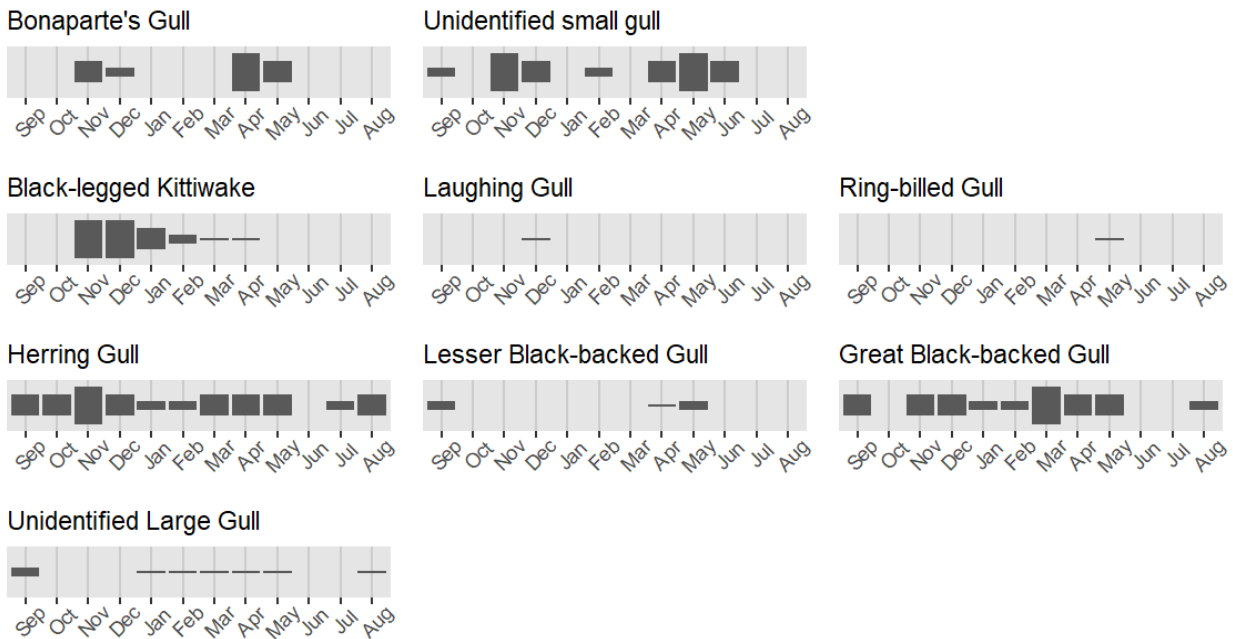 Bonaparte's Gull
Unidentified small gull
Sep Oct Nov Dec Jan Feb Mar Apr May Jun Jul Aug
Sep Oct Nov Dec Jan Feb Mar Apr May Jun Jul Aug
Black-legged Kittiwake
Laughing Gull
Ring-billed Gull
Sep Oct Nov Dec Jan Feb Mar Apr May Jun Jul Aug
Sep Oct Nov Dec Jan Feb Mar Apr May Jun Jul Aug
Sep Oct Nov Dec Jan Feb Mar Apr May Jun Jul Aug
Herring Gull
Lesser Black-backed Gull
Great Black-backed Gull
Sep Oct Nov Dec Jan Feb Mar Apr May Jun Jul Aug
Sep Oct Nov Dec Jan Feb Mar Apr May Jun Jul Aug
Sep Oct Nov Dec Jan Feb Mar Apr May Jun Jul Aug
Unidentified Large Gull
Sep Oct Nov Dec Jan Feb Mar Apr May Jun Jul Aug